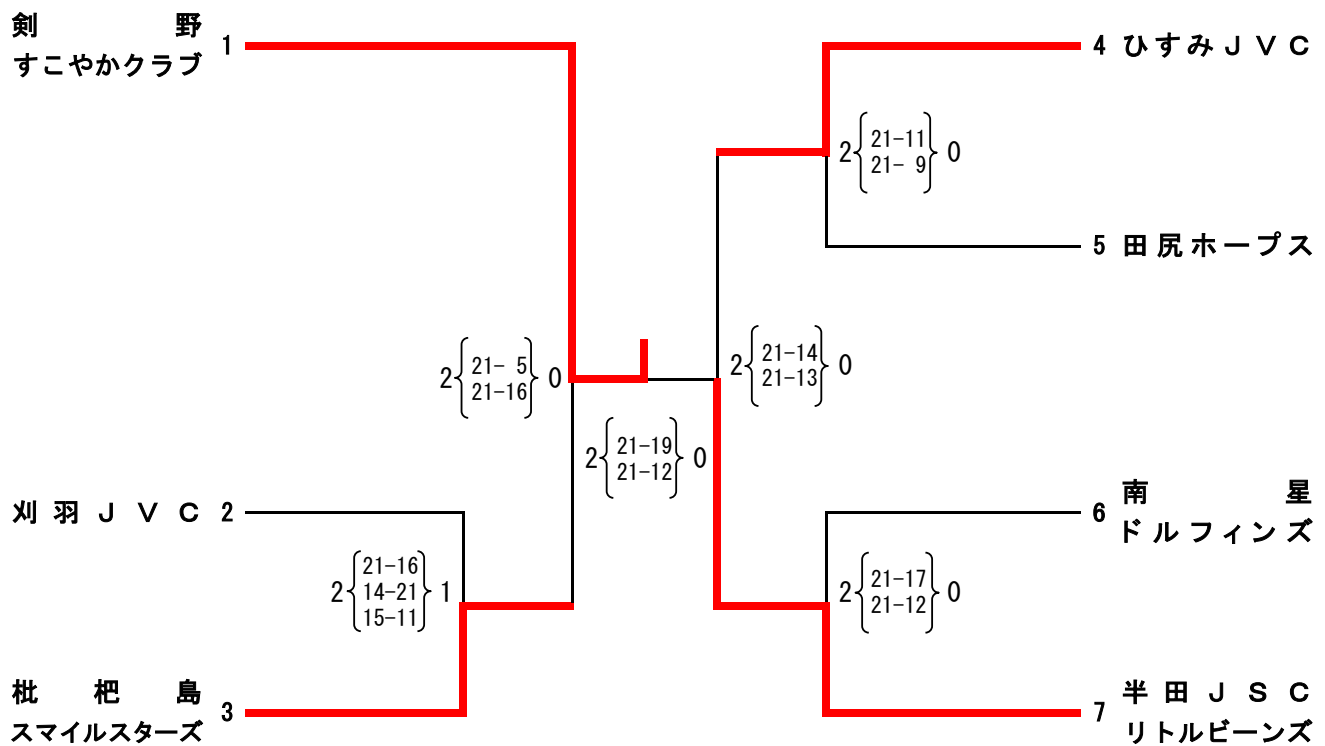 剣野
すこやかクラブ
1
4 ひすみJVC
2 21-11 0
21- 9
5 田尻ホープス
2 21- 5 0
21-16
2 21-14 0
21-13
2 21-19 0
21-12
刈羽JVC 2
6 南星
ドルフィンズ
2 21-16 1
14-21
15-11
2 21-17 0
21-12
枇杷島
スマイルスターズ
3
7 半田JSC
リトルビーンズ